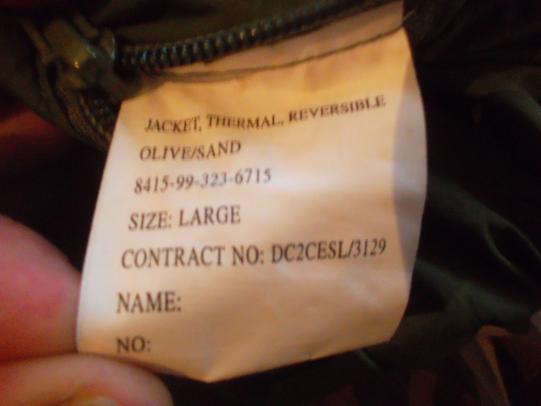 JACKET, THERMAL, REVERSIBLE
OLIVE/SAND
8415-99-323-6715
SIZE: LARGE
CONTRACT NO: DC2CESL/3129
NAME:
NO: